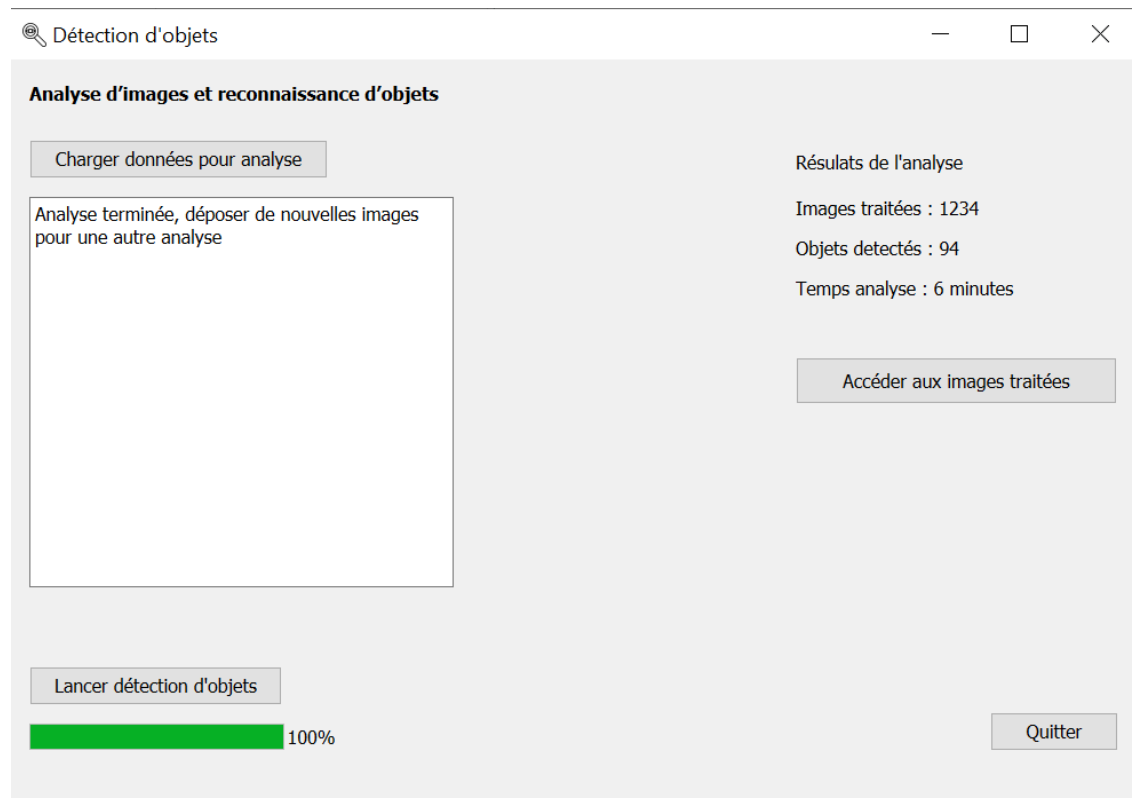 Détection d'objets
Analyse d’images et reconnaissance d’objets
Charger données pour analyse
Analyse terminée, déposer de nouvelles images
pour une autre analyse
Résulats de l'analyse
Images traitées : 1234
Objets detectés : 94
Temps analyse : 6 minutes
Accéder aux images traitées
Lancer détection d'objets
100%
Quitter